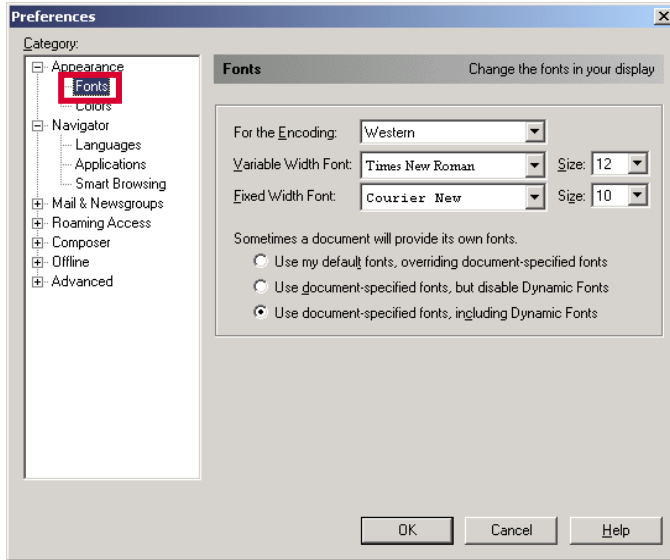 Preferences
Category:
Appearance
Fonts
Colors
Navigator
Languages
Applications
Smart Browsing
Mail & Newsgroups
Roaming Access
Composer
Offline
Advanced
Fonts Change the fonts in your display
For the Encoding: Western
Variable Width Font: Times New Roman Size: 12
Fixed Width Font: Courier New Size: 10
Sometimes a document will provide its own fonts.
Use my default fonts, overriding document-specified fonts
Use document-specified fonts, but disable Dynamic Fonts
Use document-specified fonts, including Dynamic Fonts
OK Cancel Help